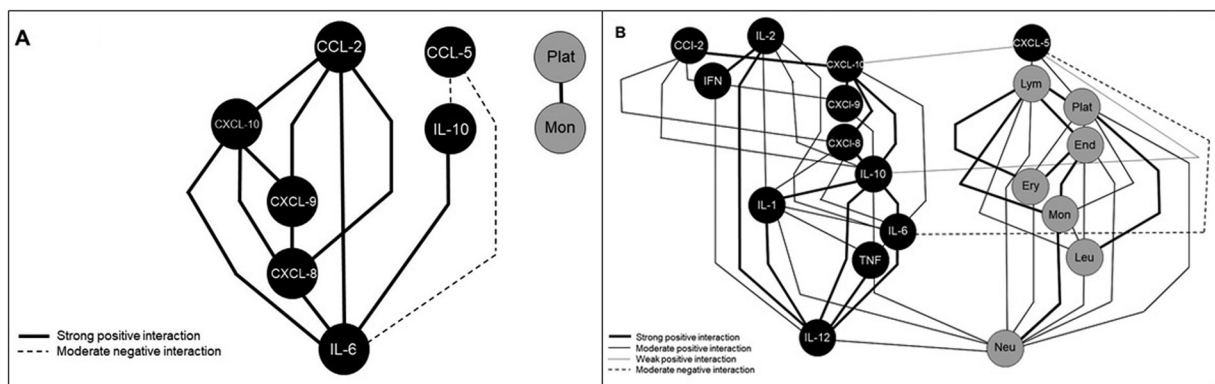 A
CCL-2
CCL-5
Plat
CXCL-10
IL-10
Mon
CXCL-9
CXCL-8
IL-6
Strong positive interaction
Moderate negative interaction
B
CCl-2
IL-2
CXCL-10
CXCL-5
IFN
Lym
CXCl-9
Plat
CXCl-8
End
IL-10
Ery
IL-1
Mon
IL-6
TNF
Leu
IL-12
Neu
Strong positive interaction
Moderate positive interaction
Weak positive interaction
Moderate negative interaction